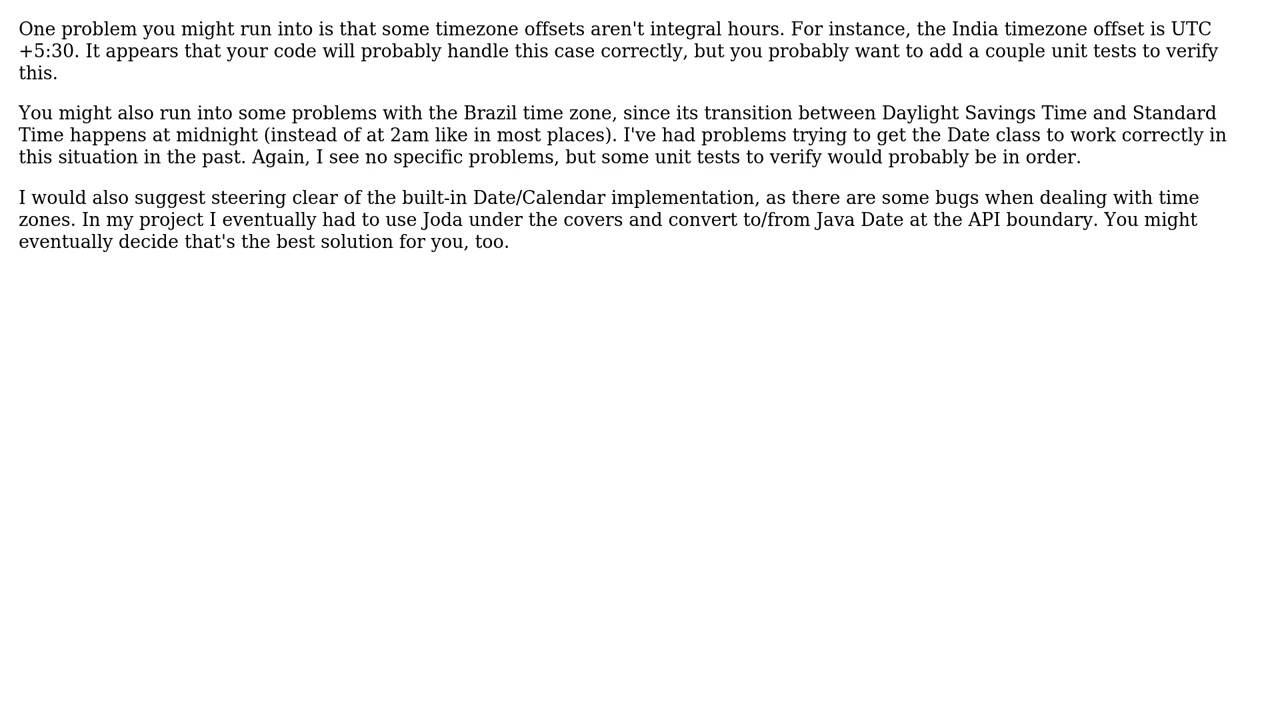 One problem you might run into is that some timezone offsets aren't integral hours. For instance, the India timezone offset is UTC
+5:30. It appears that your code will probably handle this case correctly, but you probably want to add a couple unit tests to verify
this.
You might also run into some problems with the Brazil time zone, since its transition between Daylight Savings Time and Standard
Time happens at midnight (instead of at 2am like in most places). I've had problems trying to get the Date class to work correctly in
this situation in the past. Again, I see no specific problems, but some unit tests to verify would probably be in order.
I would also suggest steering clear of the built-in Date/Calendar implementation, as there are some bugs when dealing with time
zones. In my project I eventually had to use Joda under the covers and convert to/from Java Date at the API boundary. You might
eventually decide that's the best solution for you, too.